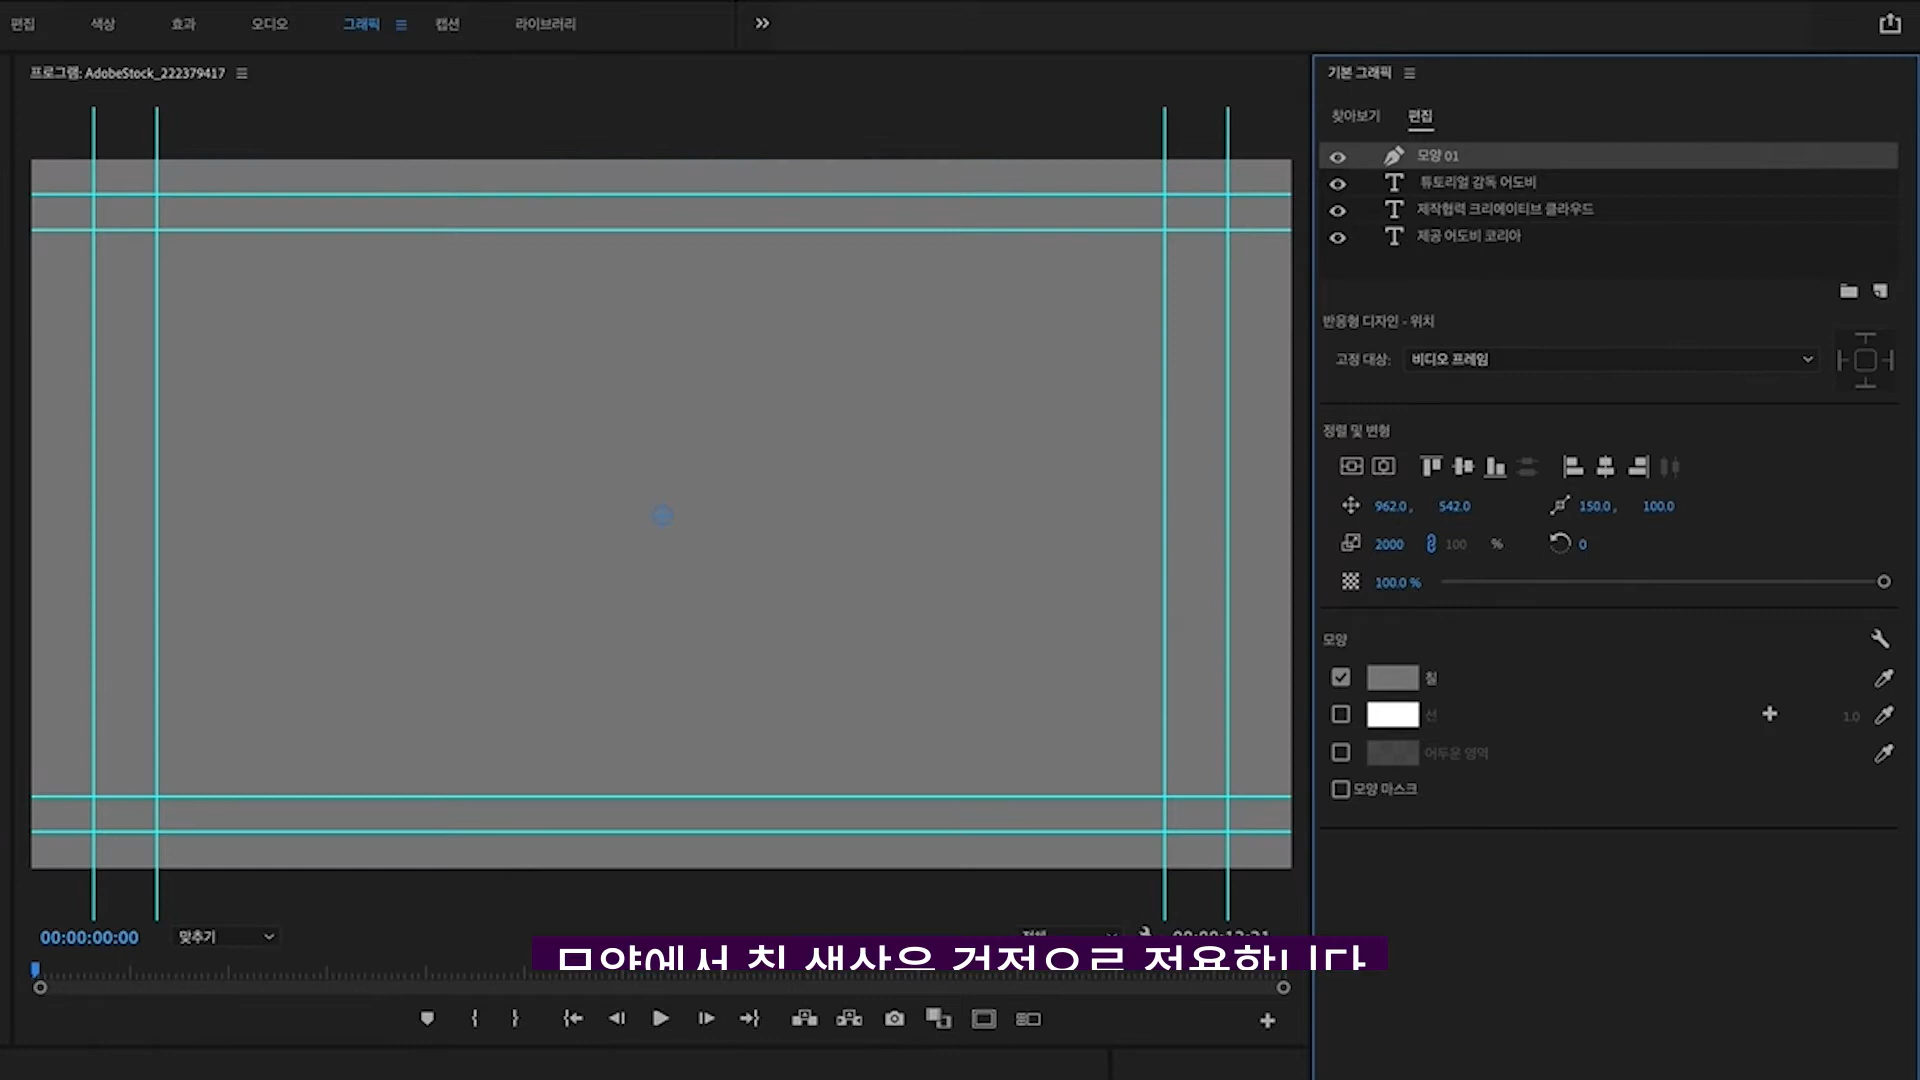 편집 색상 효과 오디오 그래픽 캡션 라이브러리
프로그램: AdobeStock_222379417
기본 그래픽
찾아보기 편집
모양 01
튜토리얼 감독 어도비
제작협력 크리에이티브 클라우드
제공 어도비 코리아
반응형 디자인 - 위치
고정 대상: 비디오 프레임
정렬 및 변형
962.0 , 542.0 150.0 , 100.0
2000 100 % 0
100.0 %
모양
칠
선 1.0
어두운 영역
모양 마스크
00:00:00:00 맞추기